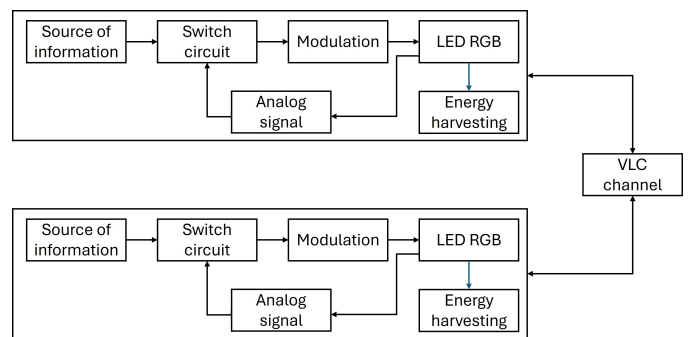 Source of
information
Switch
circuit
Modulation
LED RGB
Analog
signal
Energy
harvesting
VLC
channel
Source of
information
Switch
circuit
Modulation
LED RGB
Analog
signal
Energy
harvesting